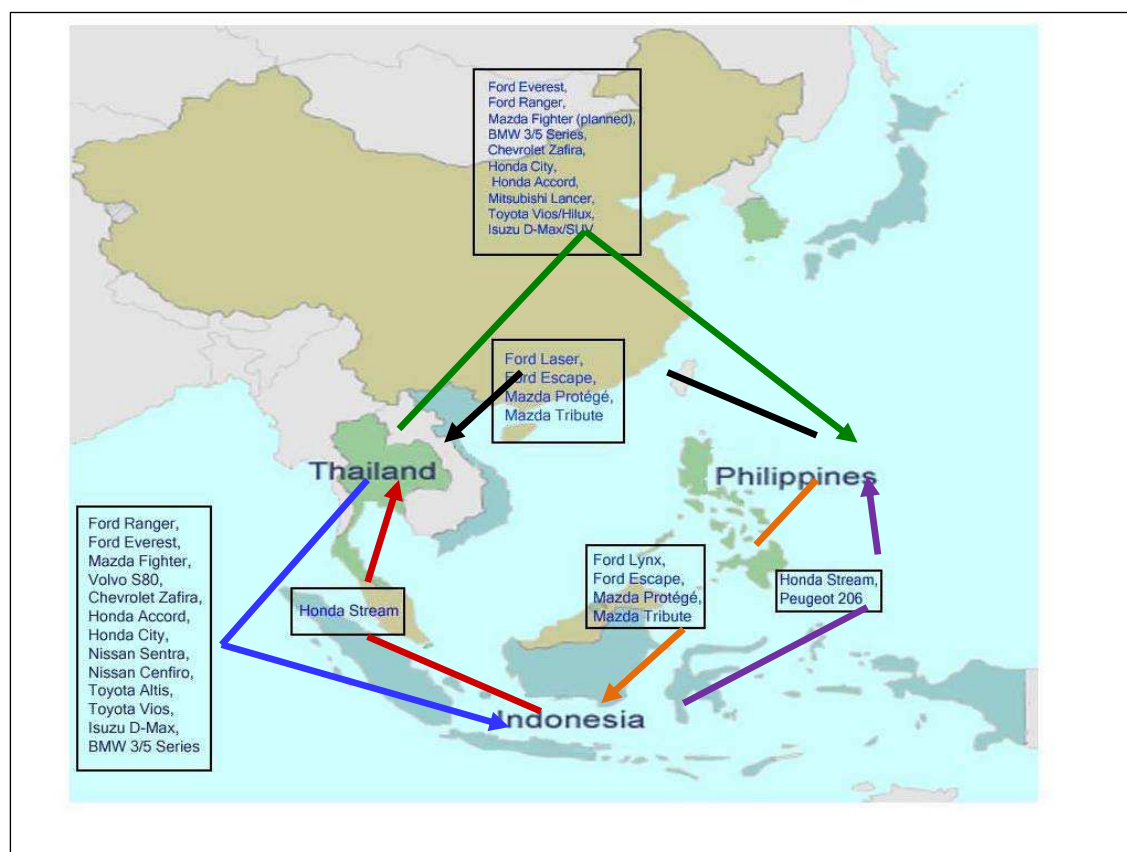 Ford Everest,
Ford Ranger,
Mazda Fighter (planned),
BMW 3/5 Series,
Chevrolet Zafira,
Honda City,
Honda Accord,
Mitsubishi Lancer,
Toyota Vios/Hilux,
Isuzu D-Max/SUV
Ford Laser,
Ford Escape,
Mazda Protégé,
Mazda Tribute
Thailand
Philippines
Ford Ranger,
Ford Everest,
Mazda Fighter,
Volvo S80,
Chevrolet Zafira,
Honda Accord,
Honda City,
Nissan Sentra,
Nissan Cenfiro,
Toyota Altis,
Toyota Vios,
Isuzu D-Max,
BMW 3/5 Series
Honda Stream
Ford Lynx,
Ford Escape,
Mazda Protégé,
Mazda Tribute
Honda Stream,
Peugeot 206
Indonesia